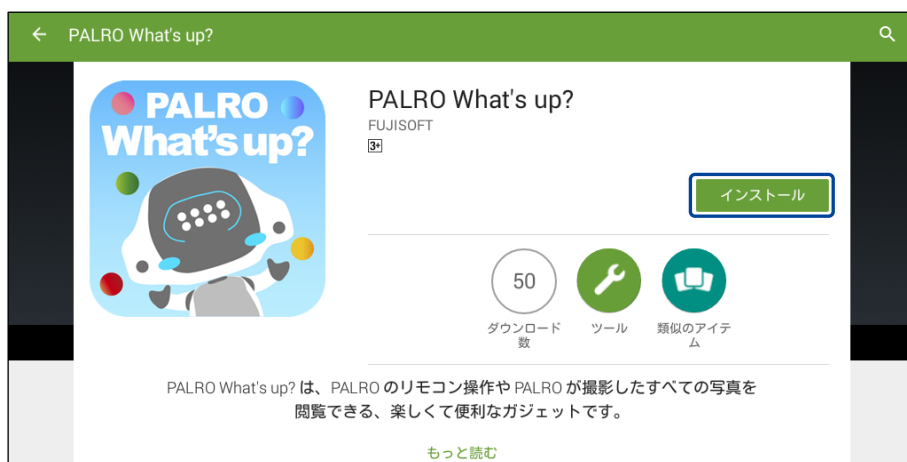 PALRO What's up?
PALRO
What's up?
PALRO What's up?
FUJISOFT
3+
インストール
50
ダウンロード
数
ツール
類似のアイテ
ム
PALRO What's up? は、PALRO のリモコン操作や PALRO が撮影したすべての写真を
閲覧できる、楽しくて便利なガジェットです。
もっと読む